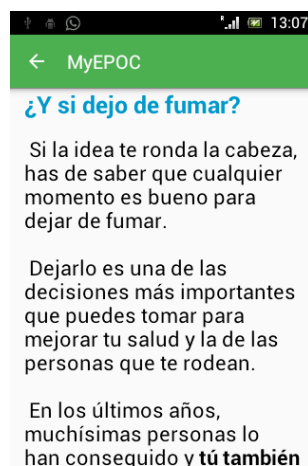 13:07
MyEPOC
¿Y si dejo de fumar?
Si la idea te ronda la cabeza,
has de saber que cualquier
momento es bueno para
dejar de fumar.
Dejarlo es una de las
decisiones más importantes
que puedes tomar para
mejorar tu salud y la de las
personas que te rodean.
En los últimos años,
muchísimas personas lo
han conseguido y tú también